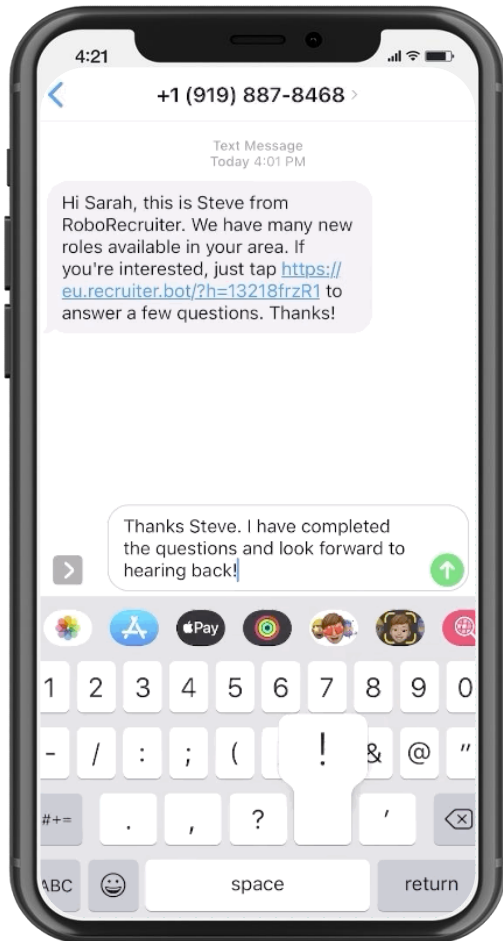 4:21
+1 (919) 887-8468 >
Text Message
Today 4:01 PM
Hi Sarah, this is Steve from
RoboRecruiter. We have many new
roles available in your area. If
you're interested, just tap https://
eu.recruiter.bot/?h=13218frzR1 to
answer a few questions. Thanks!
Thanks Steve. I have completed
the questions and look forward to
hearing back!
Pay
1 2 3 4 5 6 7 8 9 0
- / : ; ( ! & @ "
#+= . , ? '
ABC space return